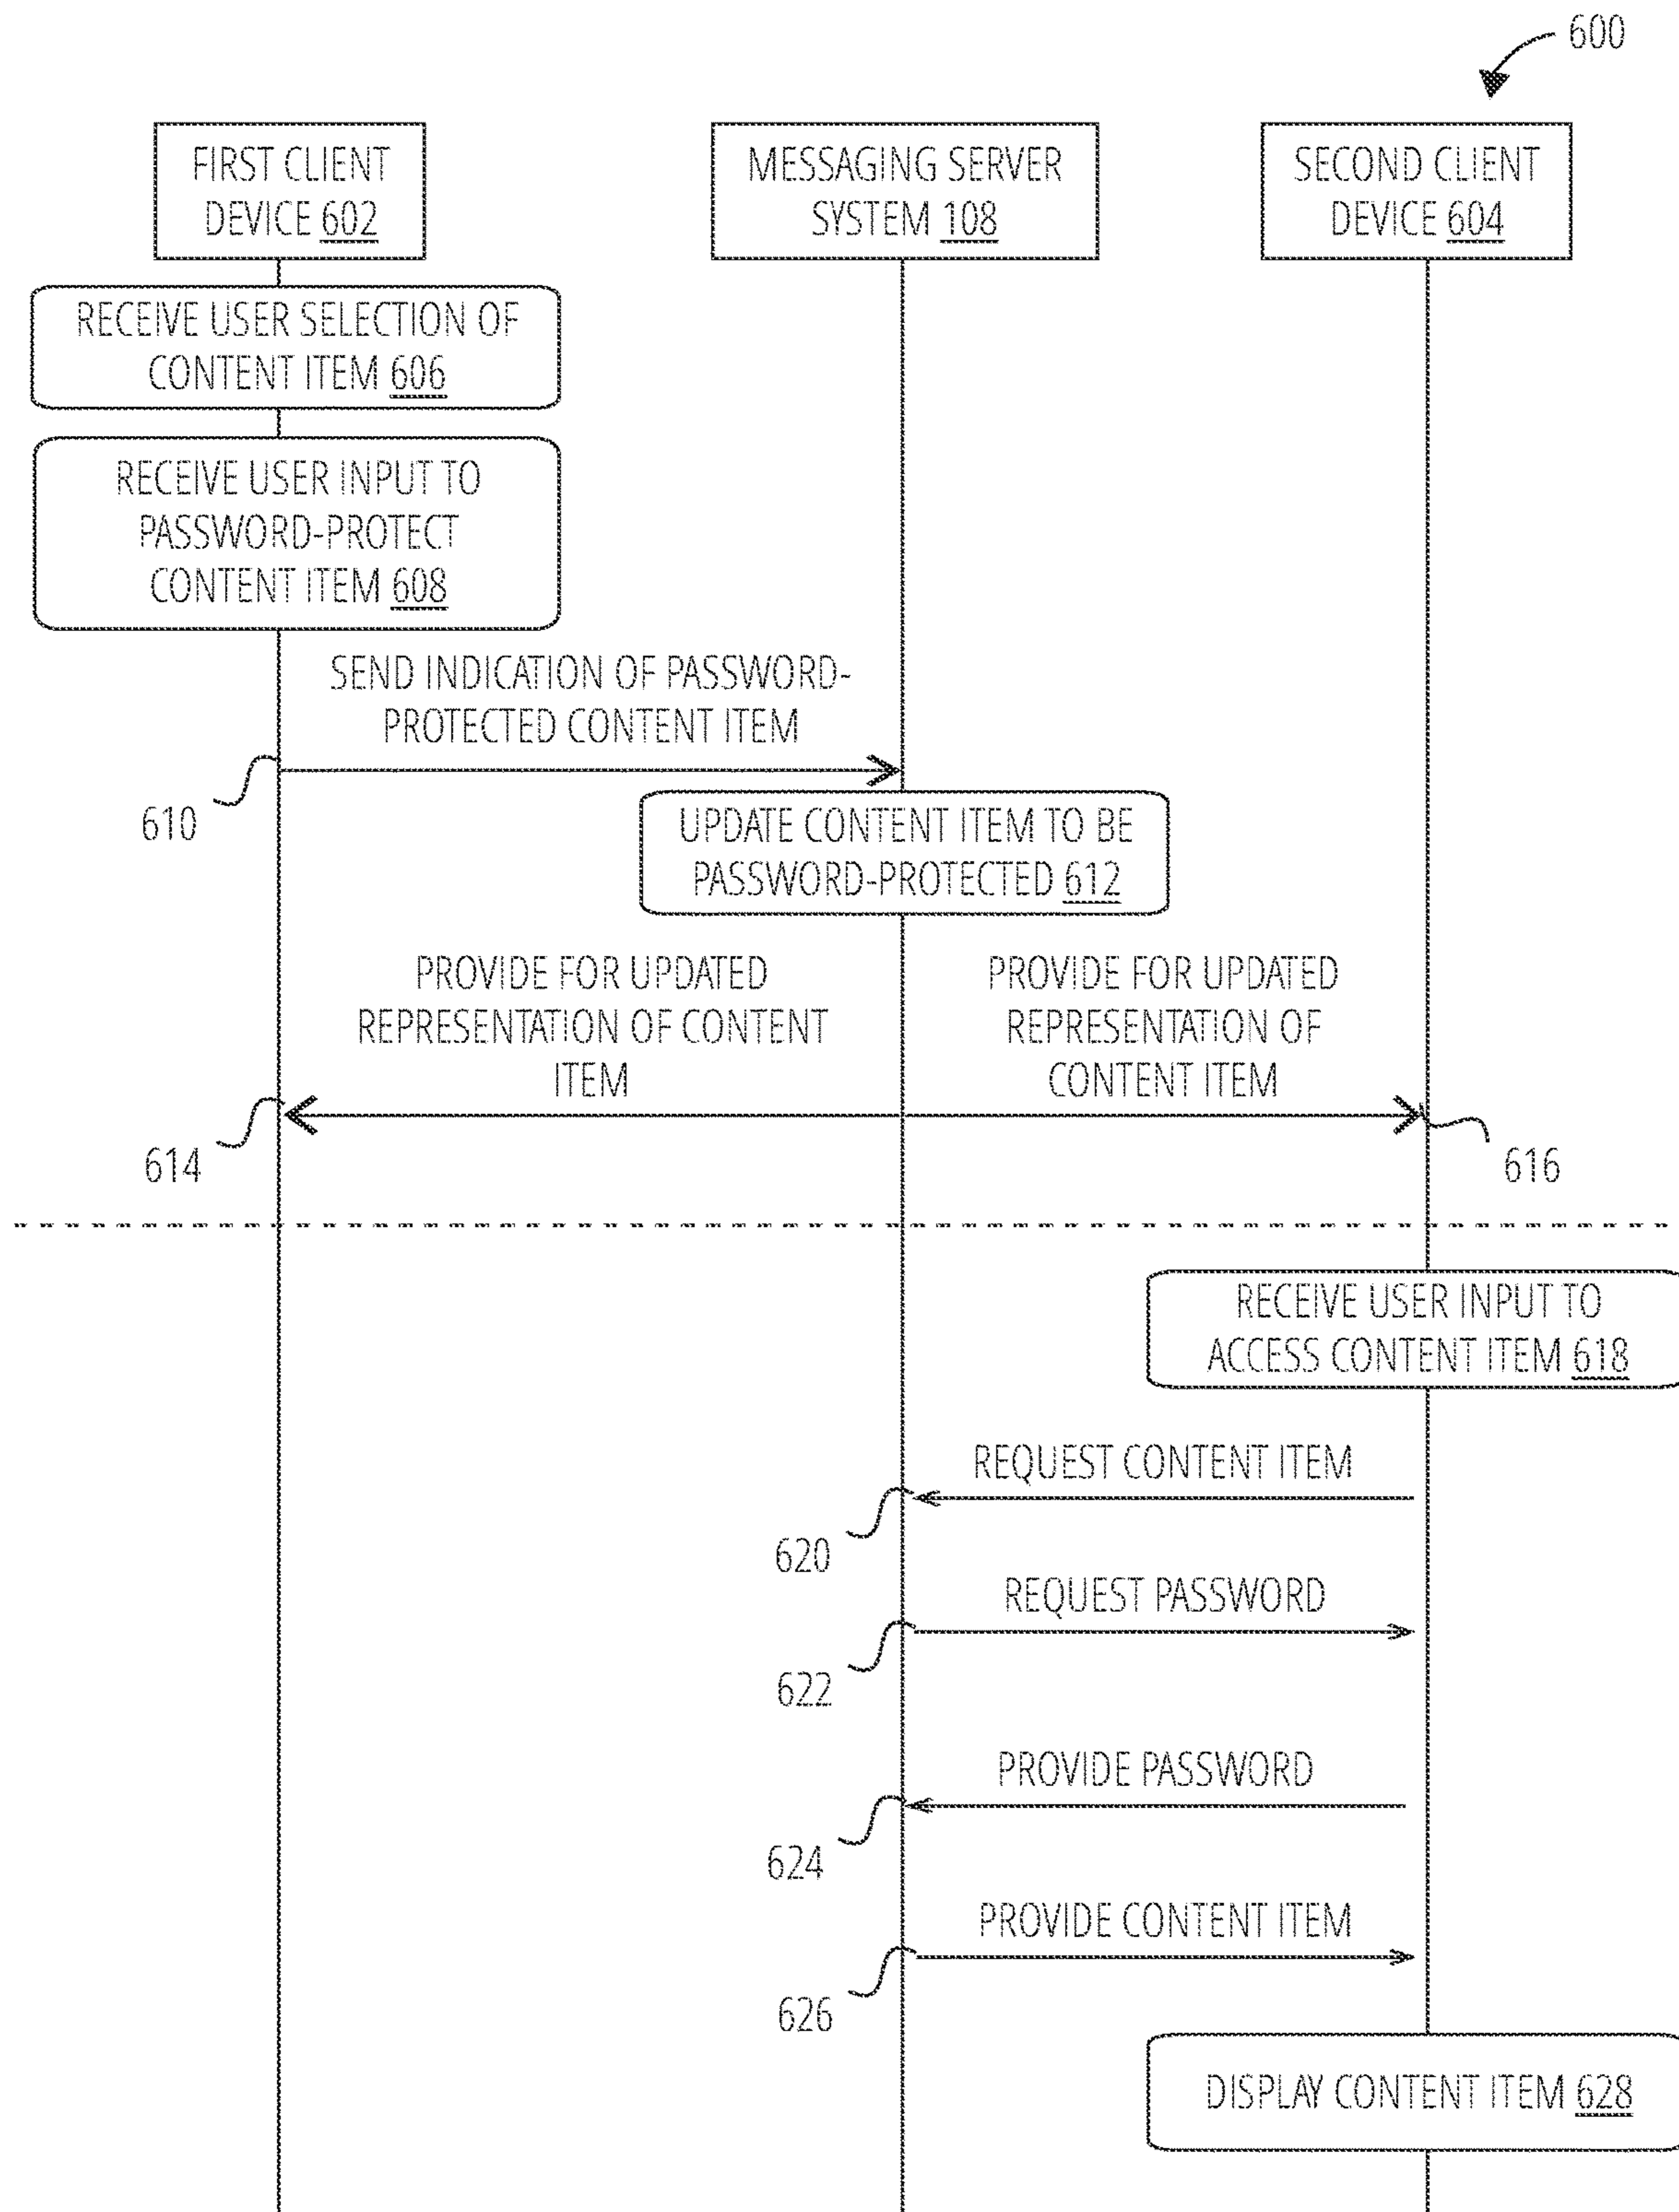 600
FIRST CLIENT
DEVICE 602
MESSAGING SERVER
SYSTEM 108
SECOND CLIENT
DEVICE 604
RECEIVE USER SELECTION OF
CONTENT ITEM 606
RECEIVE USER INPUT TO
PASSWORD-PROTECT
CONTENT ITEM 608
SEND INDICATION OF PASSWORD-
PROTECTED CONTENT ITEM
610
UPDATE CONTENT ITEM TO BE
PASSWORD-PROTECTED 612
PROVIDE FOR UPDATED
REPRESENTATION OF CONTENT
ITEM
PROVIDE FOR UPDATED
REPRESENTATION OF
CONTENT ITEM
614
616
RECEIVE USER INPUT TO
ACCESS CONTENT ITEM 618
REQUEST CONTENT ITEM
620
REQUEST PASSWORD
622
PROVIDE PASSWORD
624
PROVIDE CONTENT ITEM
626
DISPLAY CONTENT ITEM 628